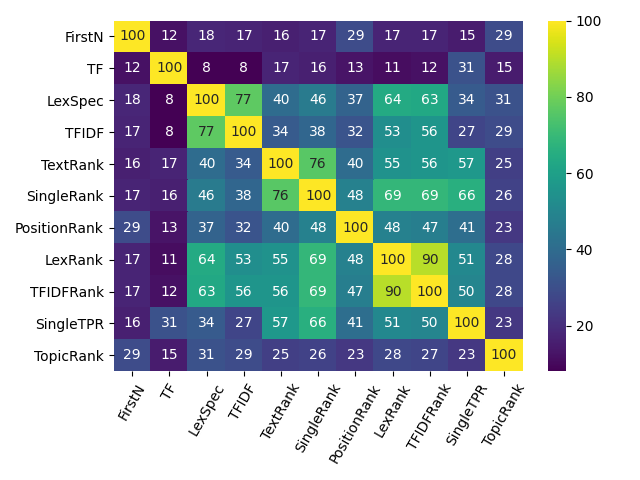 FirstN 100 12 18 17 16 17 29 17 17 15 29
TF 12 100 8 8 17 16 13 11 12 31 15
LexSpec 18 8 100 77 40 46 37 64 63 34 31
TFIDF 17 8 77 100 34 38 32 53 56 27 29
TextRank 16 17 40 34 100 76 40 55 56 57 25
SingleRank 17 16 46 38 76 100 48 69 69 66 26
PositionRank 29 13 37 32 40 48 100 48 47 41 23
LexRank 17 11 64 53 55 69 48 100 90 51 28
TFIDFRank 17 12 63 56 56 69 47 90 100 50 28
SingleTPR 16 31 34 27 57 66 41 51 50 100 23
TopicRank 29 15 31 29 25 26 23 28 27 23 100
FirstN TF LexSpec TFIDF TextRank SingleRank PositionRank LexRank TFIDFRank SingleTPR TopicRank
100
80
60
40
20